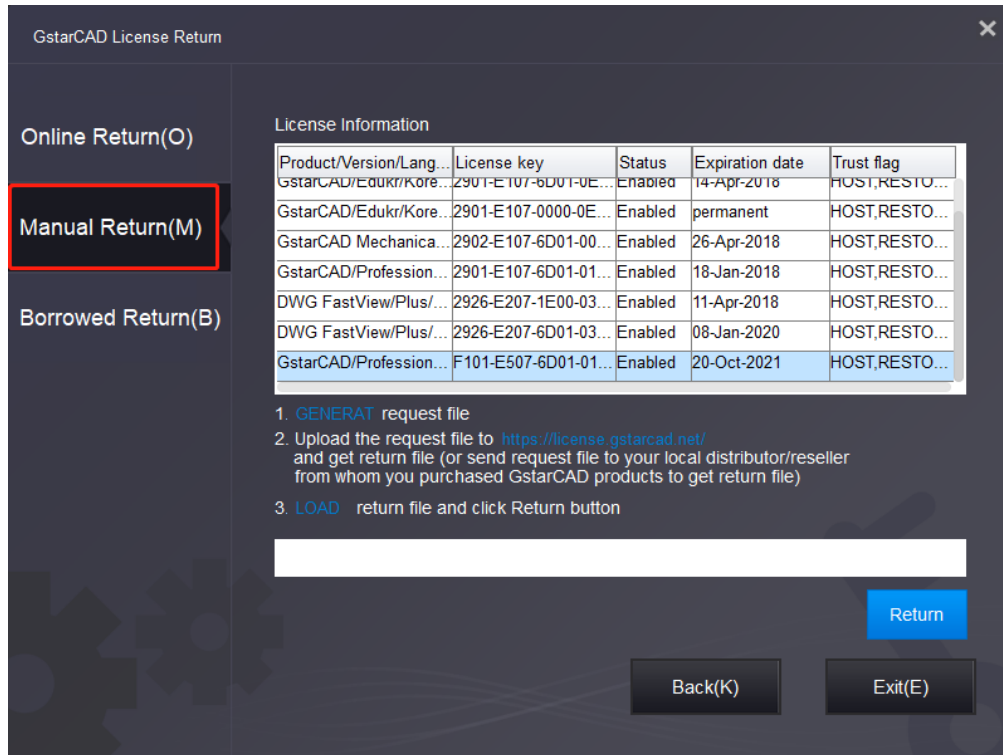 GstarCAD License Return
Online Return(O)
Manual Return(M)
Borrowed Return(B)
License Information
Product/Version/Lang... License key Status Expiration date Trust flag
GstarCAD/Edukr/Kore... 2901-E107-6D01-0E... Enabled 14-Apr-2018 HOST,RESTO...
GstarCAD/Edukr/Kore... 2901-E107-0000-0E... Enabled permanent HOST,RESTO...
GstarCAD Mechanica... 2902-E107-6D01-00... Enabled 26-Apr-2018 HOST,RESTO...
GstarCAD/Profession... 2901-E107-6D01-01... Enabled 18-Jan-2018 HOST,RESTO...
DWG FastView/Plus/... 2926-E207-1E00-03... Enabled 11-Apr-2018 HOST,RESTO...
DWG FastView/Plus/... 2926-E207-6D01-03... Enabled 08-Jan-2020 HOST,RESTO...
GstarCAD/Profession... F101-E507-6D01-01... Enabled 20-Oct-2021 HOST,RESTO...
1. GENERAT request file
2. Upload the request file to https://license.gstarcad.net/
and get return file (or send request file to your local distributor/reseller
from whom you purchased GstarCAD products to get return file)
3. LOAD return file and click Return button
Return
Back(K)
Exit(E)